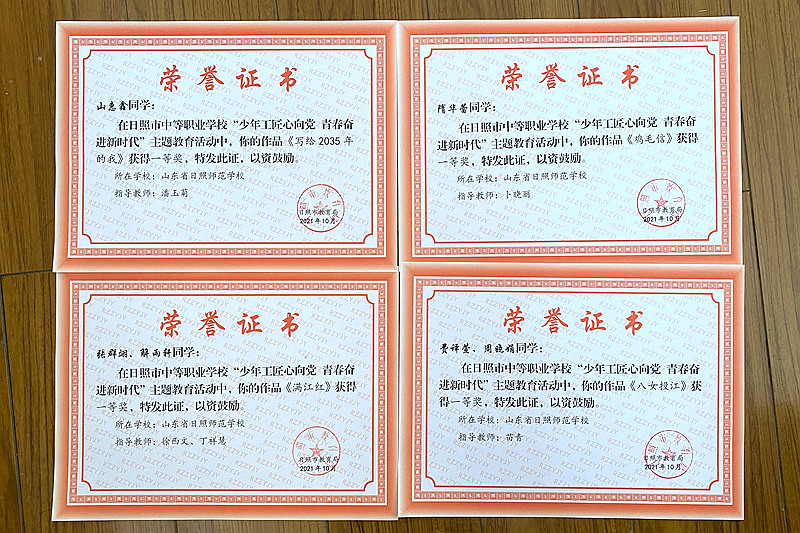 荣誉证书
山惠鑫同学：
在日照市中等职业学校“少年工匠心向党 青春奋
进新时代”主题教育活动中，你的作品《写给2035年
的我》获得一等奖，特发此证，以资鼓励。
所在学校：山东省日照师范学校
指导教师：潘玉菊
日照市教育局
2021年10月
荣誉证书
隋华蕾同学：
在日照市中等职业学校“少年工匠心向党 青春奋
进新时代”主题教育活动中，你的作品《鸡毛信》获得
一等奖，特发此证，以资鼓励。
所在学校：山东省日照师范学校
指导教师：卜晓丽
日照市教育局
2021年10月
荣誉证书
张群翊、解雨轩同学：
在日照市中等职业学校“少年工匠心向党 青春奋
进新时代”主题教育活动中，你的作品《满江红》获得
一等奖，特发此证，以资鼓励。
所在学校：山东省日照师范学校
指导教师：徐西文、丁祥慧
日照市教育局
2021年10月
荣誉证书
费译莹、周晓娟同学：
在日照市中等职业学校“少年工匠心向党 青春奋
进新时代”主题教育活动中，你的作品《八女投江》获
得一等奖，特发此证，以资鼓励。
所在学校：山东省日照师范学校
指导教师：苗青
日照市教育局
2021年10月